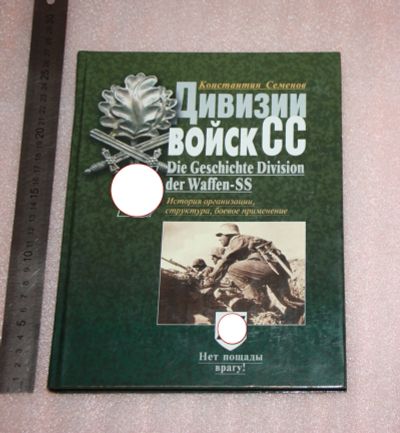 Константин Семенов
Дивизии
войск СС
Die Geschichte Division
der Waffen-SS
История организации,
структура, боевое применение
Нет пощады
врагу!